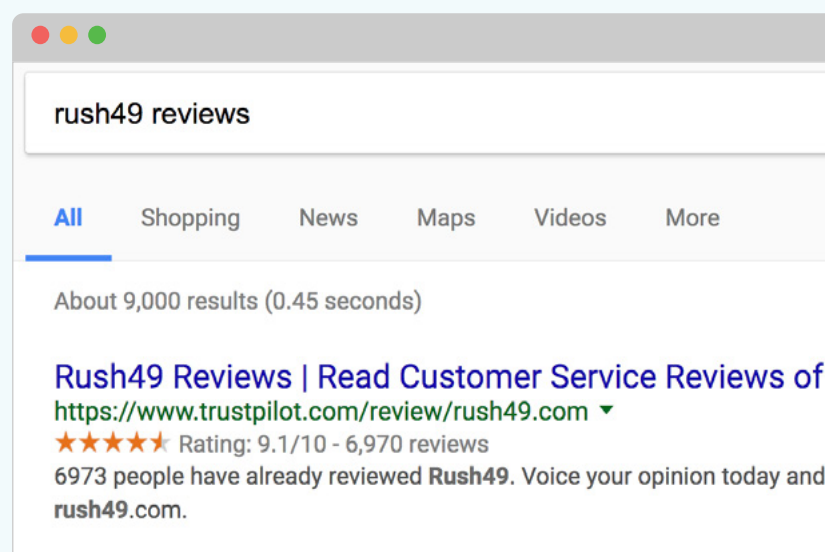 rush49 reviews
All Shopping News Maps Videos More
About 9,000 results (0.45 seconds)
Rush49 Reviews | Read Customer Service Reviews of
https://www.trustpilot.com/review/rush49.com
Rating: 9.1/10 - 6,970 reviews
6973 people have already reviewed Rush49. Voice your opinion today and
rush49.com.